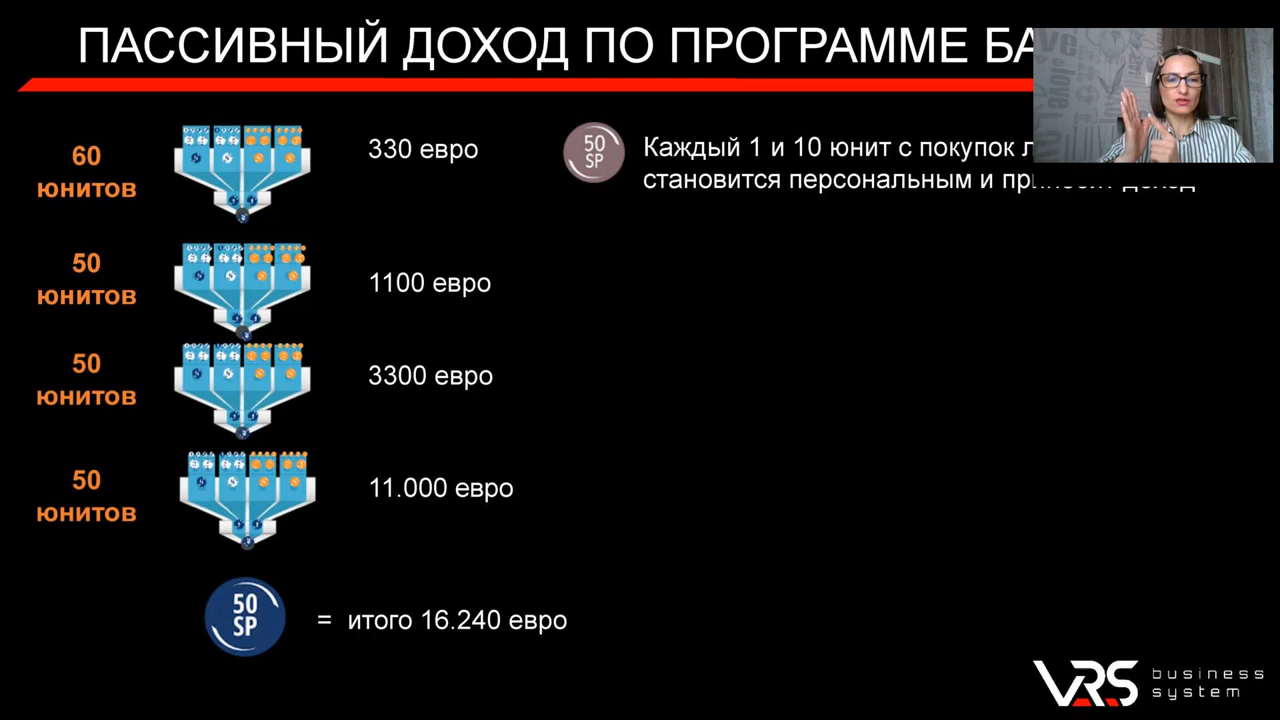 ПАССИВНЫЙ ДОХОД ПО ПРОГРАММЕ
60
юнитов
330 евро
50
SP
Каждый 1 и 10 юнит с покупок
становится персональным и приносит доход
50
юнитов
1100 евро
50
юнитов
3300 евро
50
юнитов
11.000 евро
50
SP
= итого 16.240 евро
VRS business
system